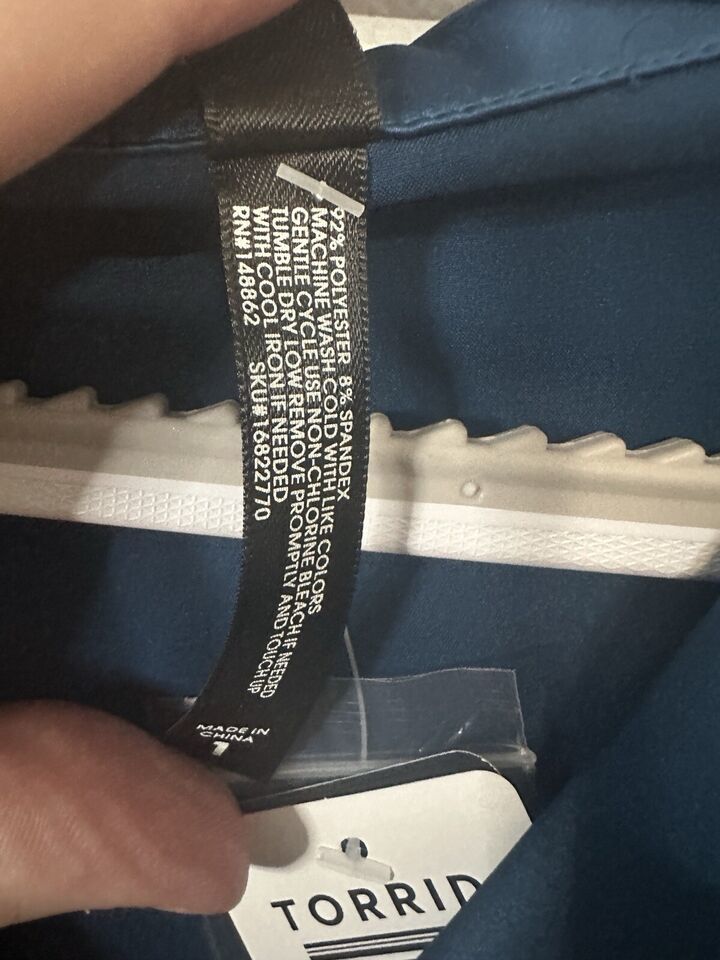 92% POLYESTER 8% SPANDEX
MACHINE WASH COLD WITH LIKE COLORS
GENTLE CYCLE USE NON-CHLORINE BLEACH IF NEEDED
TUMBLE DRY LOW REMOVE PROMPTLY AND TOUCH UP
WITH COOL IRON IF NEEDED
RN#148862 SKU#16822770
MADE IN
CHINA
1
TORRID